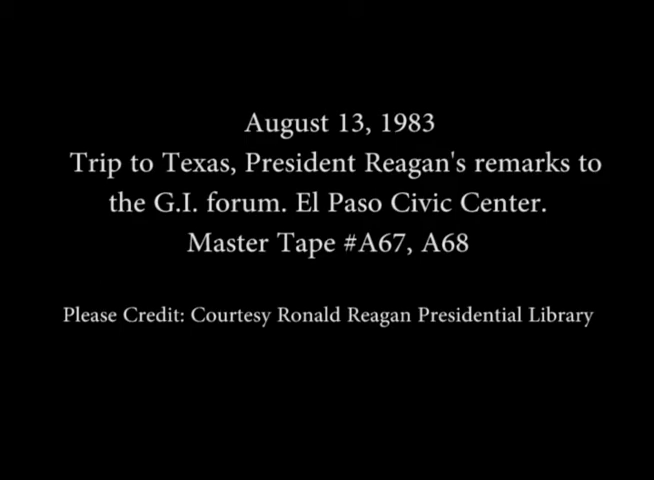 August 13, 1983
Trip to Texas, President Reagan's remarks to
the G.I. forum. El Paso Civic Center.
Master Tape #A67, A68
Please Credit: Courtesy Ronald Reagan Presidential Library